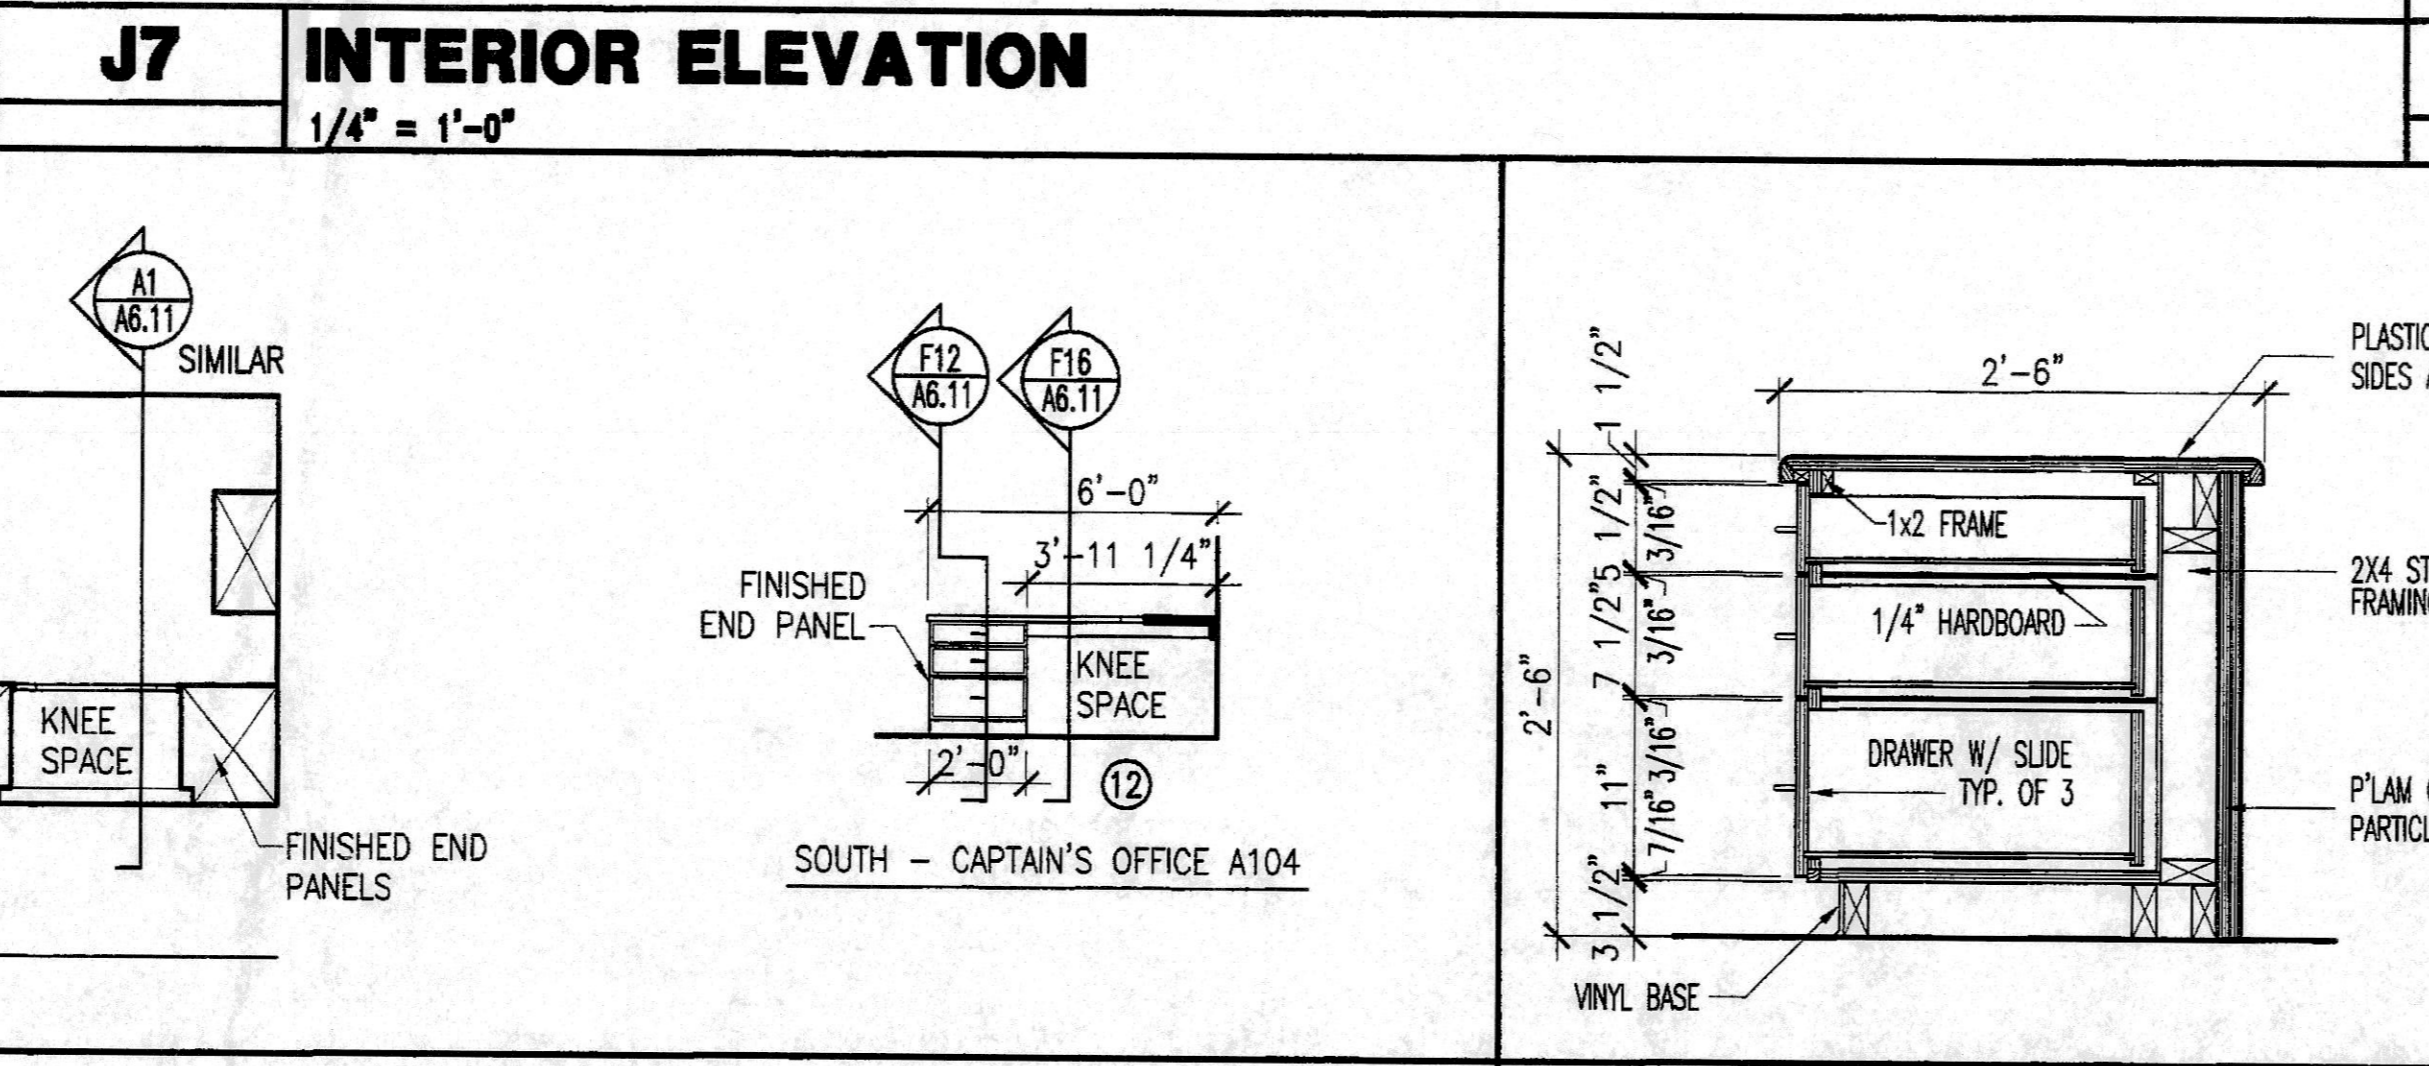 J7
INTERIOR ELEVATION
1/4" = 1'-0"
A1
A6.11
SIMILAR
KNEE
SPACE
FINISHED END
PANELS
F12
A6.11
F16
A6.11
6'-0"
3'-11 1/4"
FINISHED
END PANEL
KNEE
SPACE
2'-0"
12
SOUTH - CAPTAIN'S OFFICE A104
2'-6"
1 1/2"
5 1/2"
3/16"
7 1/2"
3/16"
11"
3/16"
7/16"
3 1/2"
2'-6"
1x2 FRAME
1/4" HARDBOARD
DRAWER W/ SLIDE
TYP. OF 3
VINYL BASE
SIDES
2X4
P'LAM